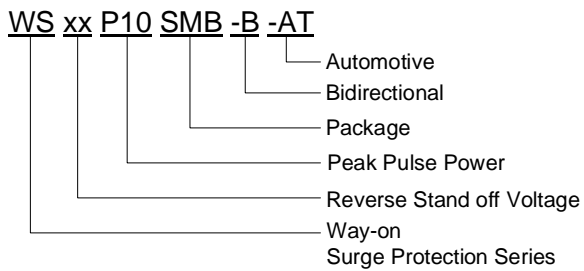 WS xx P10 SMB -B -AT
Automotive
Bidirectional
Package
Peak Pulse Power
Reverse Stand off Voltage
Way-on
Surge Protection Series